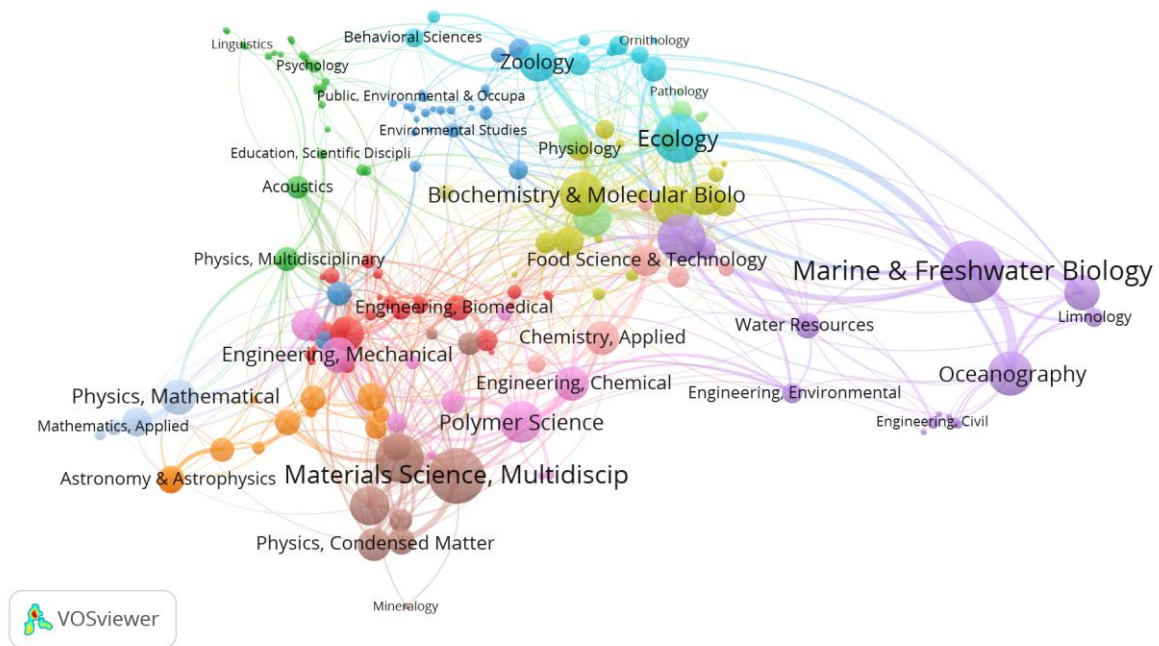 Linguistics
Behavioral Sciences
Ornithology
Psychology
Zoology
Public, Environmental & Occupa
Pathology
Environmental Studies
Ecology
Education, Scientific Discipli
Physiology
Acoustics
Biochemistry & Molecular Biolo
Physics, Multidisciplinary
Food Science & Technology
Marine & Freshwater Biology
Engineering, Biomedical
Limnology
Water Resources
Chemistry, Applied
Engineering, Mechanical
Oceanography
Engineering, Chemical
Engineering, Environmental
Physics, Mathematical
Mathematics, Applied
Polymer Science
Engineering, Civil
Astronomy & Astrophysics
Materials Science, Multidiscip
Physics, Condensed Matter
Mineralogy
VOSviewer